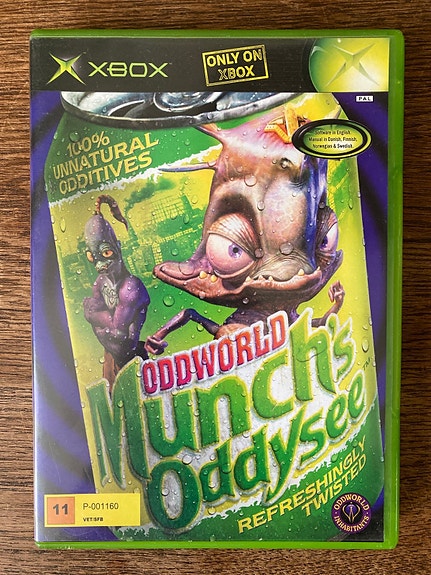 XBOX
ONLY ON
XBOX
PAL
Software in English.
Manual in Danish, Finnish,
Norwegian & Swedish.
100%
UNNATURAL
ODDITIVES
ODDWORLD
Munch's
Oddysee™
REFRESHINGLY
TWISTED
ODDWORLD
INHABITANTS
11
P-001160
VET/SFB